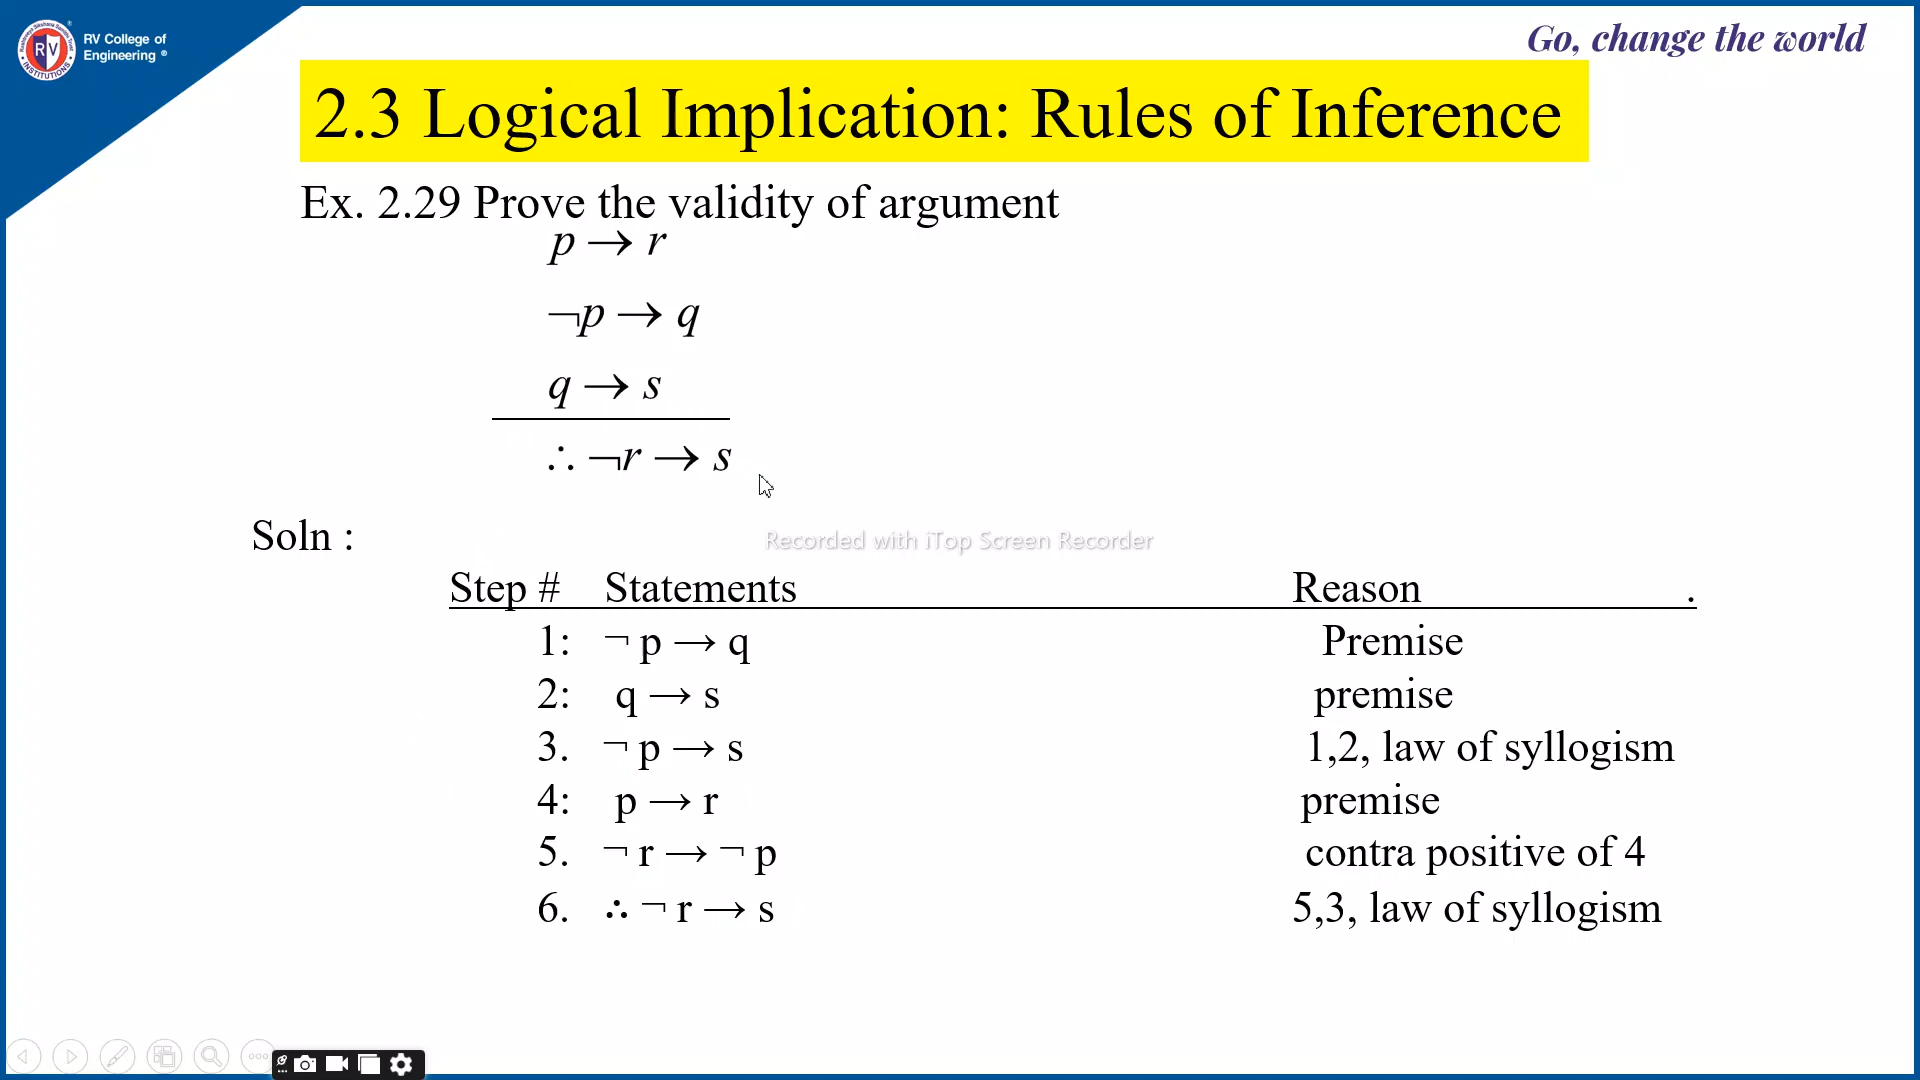 RV College of
Engineering ®
Go, change the world
2.3 Logical Implication: Rules of Inference
Ex. 2.29 Prove the validity of argument
p → r
¬p → q
q → s
∴ ¬r → s
Soln :
Recorded with iTop Screen Recorder
Step # Statements Reason .
1: ¬ p → q Premise
2: q → s premise
3. ¬ p → s 1,2, law of syllogism
4: p → r premise
5. ¬ r → ¬ p contra positive of 4
6. ∴ ¬ r → s 5,3, law of syllogism